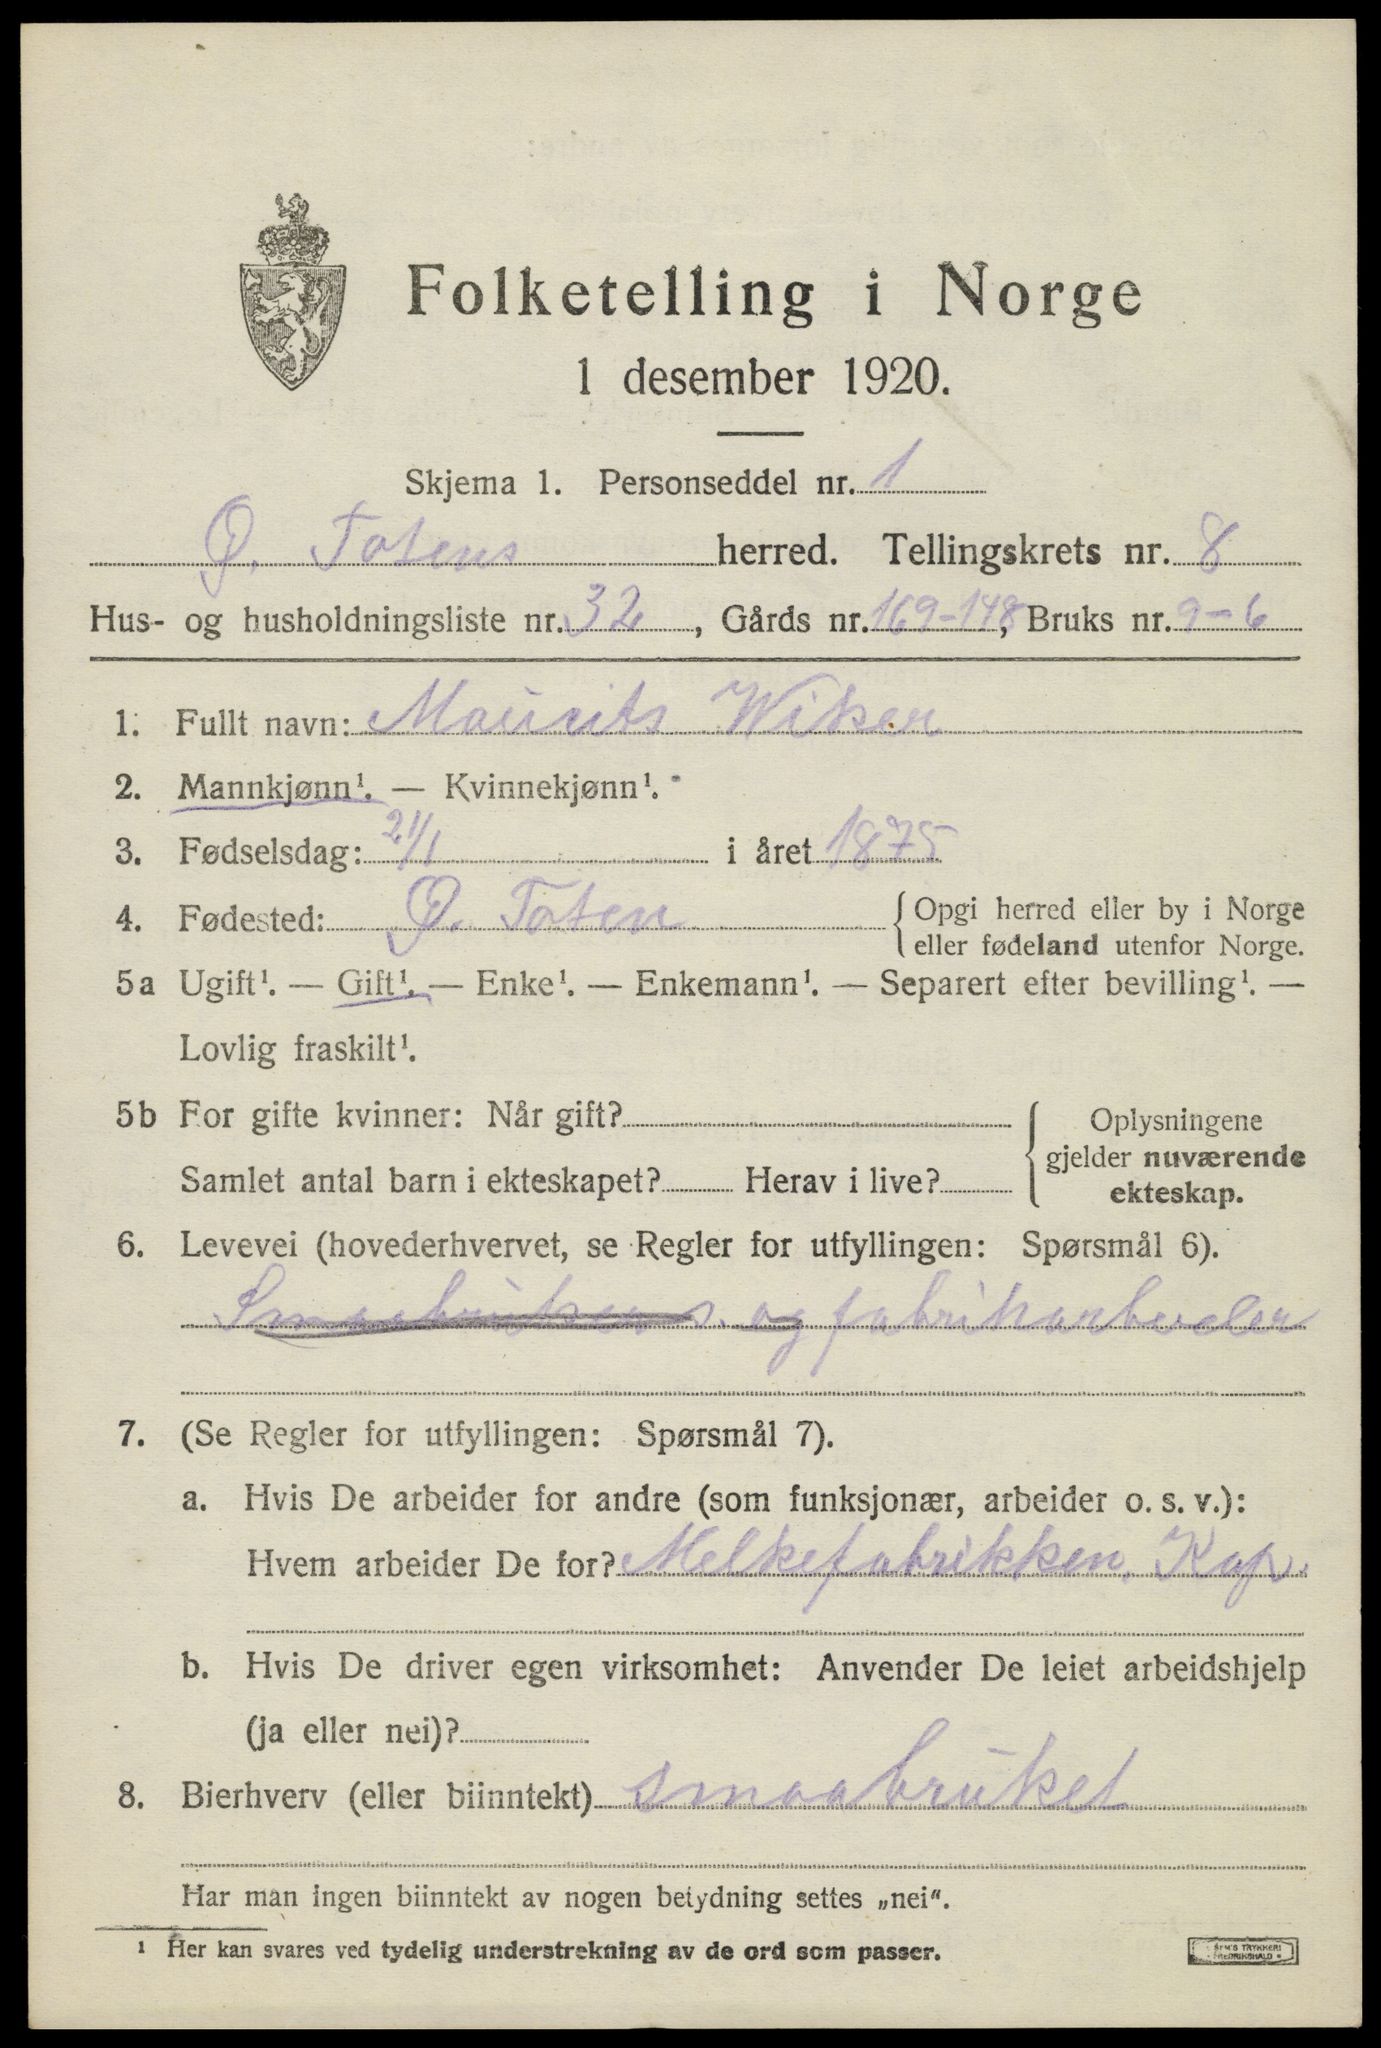 Folketelling i Norge
1 desember 1920.
Skjema 1. Personseddel nr. 1
Ø. Totens herred. Tellingskrets nr. 8
Hus- og husholdningsliste nr. 32, Gårds nr. 169-148, Bruks nr. 9-6
1. Fullt navn: Maurits Wiker
2. Mannkjønn¹. — Kvinnekjønn¹.
3. Fødselsdag: 21/1 i året 1875
4. Fødested: Ø. Toten {Opgi herred eller by i Norge
eller fødeland utenfor Norge.
5a Ugift¹. — Gift¹. — Enke¹. — Enkemann¹. — Separert efter bevilling¹. —
Lovlig fraskilt¹.
5b For gifte kvinner: Når gift? { Oplysningene
gjelder nuværende
Samlet antal barn i ekteskapet? Herav i live?
ekteskap.
6. Levevei (hovederhvervet, se Regler for utfyllingen: Spørsmål 6).
Smaabruker s. og fabrikarbeider
7. (Se Regler for utfyllingen: Spørsmål 7).
a. Hvis De arbeider for andre (som funksjonær, arbeider o. s. v.):
Hvem arbeider De for? Melkefabrikken, Kap.
b. Hvis De driver egen virksomhet: Anvender De leiet arbeidshjelp
(ja eller nei)?
8. Bierhverv (eller biinntekt) smaabruket
Har man ingen biinntekt av nogen betydning settes „nei“.
¹ Her kan svares ved tydelig understrekning av de ord som passer.
TRYKKERI
FREDRIKSHALD